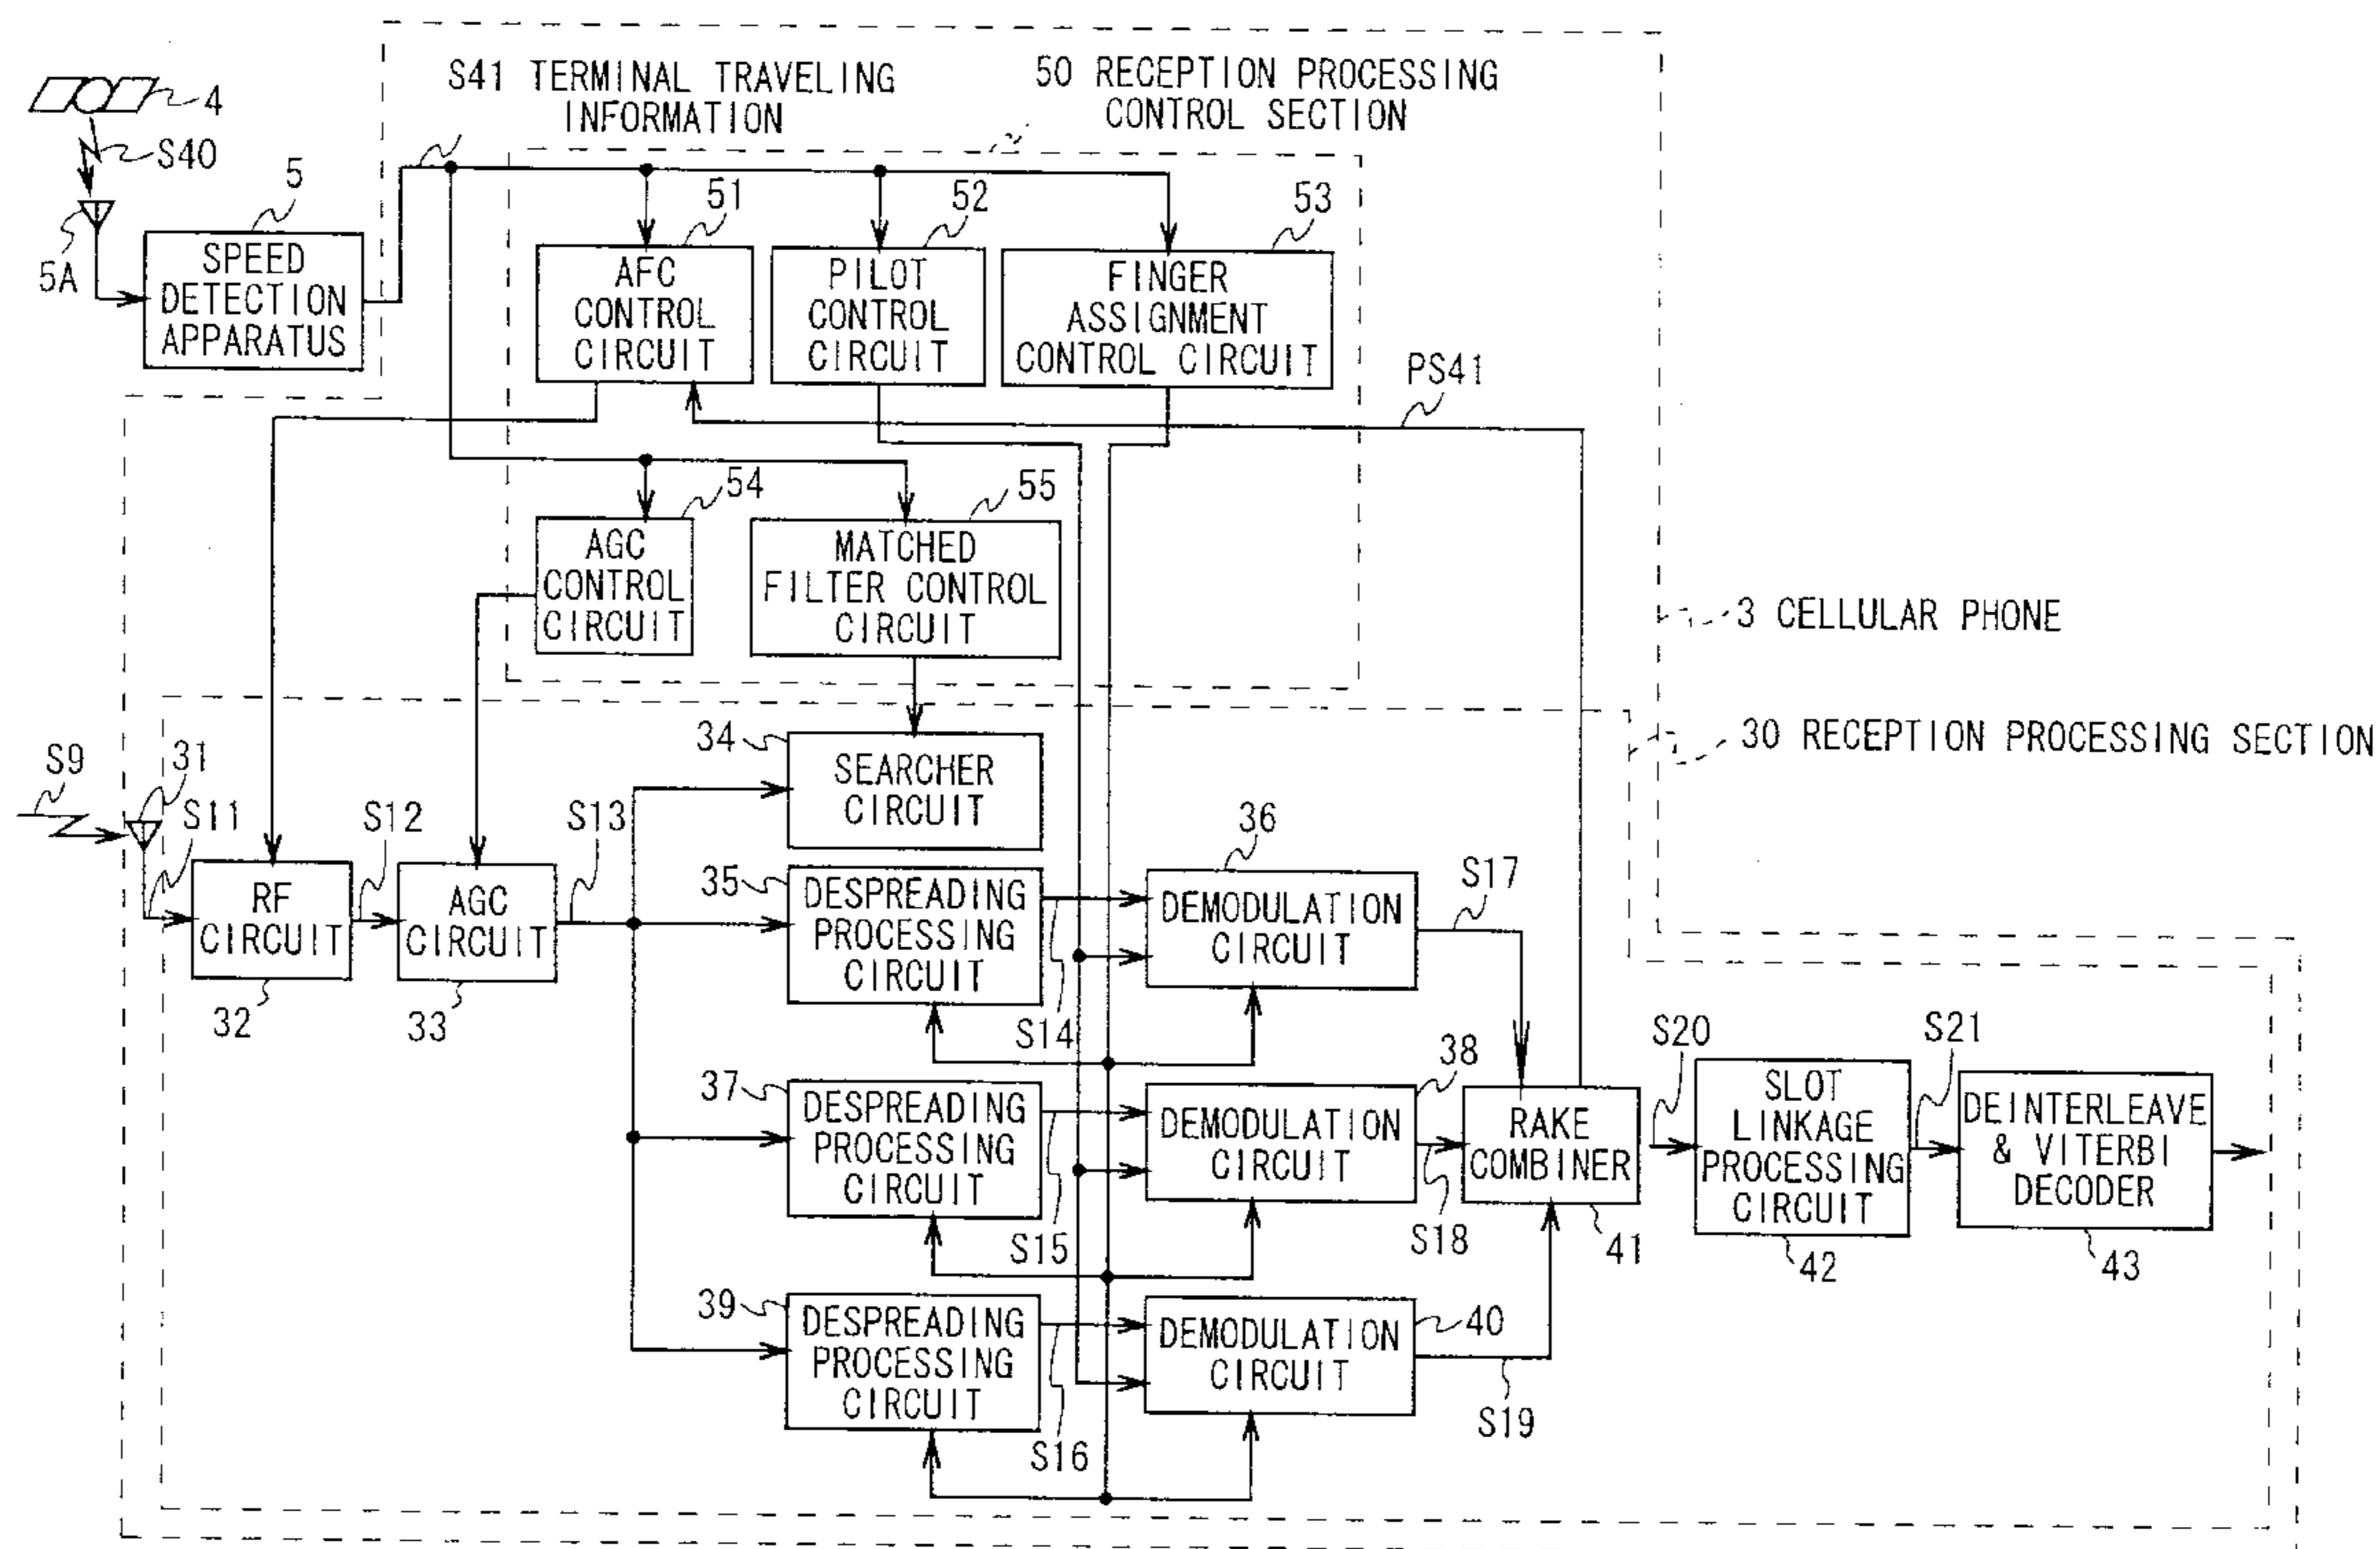 S41 TERMINAL TRAVELING
INFORMATION
50 RECEPTION PROCESSING
CONTROL SECTION
4
S40
5
5A
SPEED
DETECTION
APPARATUS
51
AFC
CONTROL
CIRCUIT
52
PILOT
CONTROL
CIRCUIT
53
FINGER
ASSIGNMENT
CONTROL CIRCUIT
PS41
54
AGC
CONTROL
CIRCUIT
55
MATCHED
FILTER CONTROL
CIRCUIT
3 CELLULAR PHONE
30 RECEPTION PROCESSING SECTION
S9
31
S11
RF
CIRCUIT
32
S12
AGC
CIRCUIT
33
S13
34
SEARCHER
CIRCUIT
35
DESPREADING
PROCESSING
CIRCUIT
S14
36
DEMODULATION
CIRCUIT
S17
37
DESPREADING
PROCESSING
CIRCUIT
S15
38
DEMODULATION
CIRCUIT
S18
39
DESPREADING
PROCESSING
CIRCUIT
S16
40
DEMODULATION
CIRCUIT
S19
RAKE
COMBINER
41
S20
SLOT
LINKAGE
PROCESSING
CIRCUIT
42
S21
DEINTERLEAVE
& VITERBI
DECODER
43